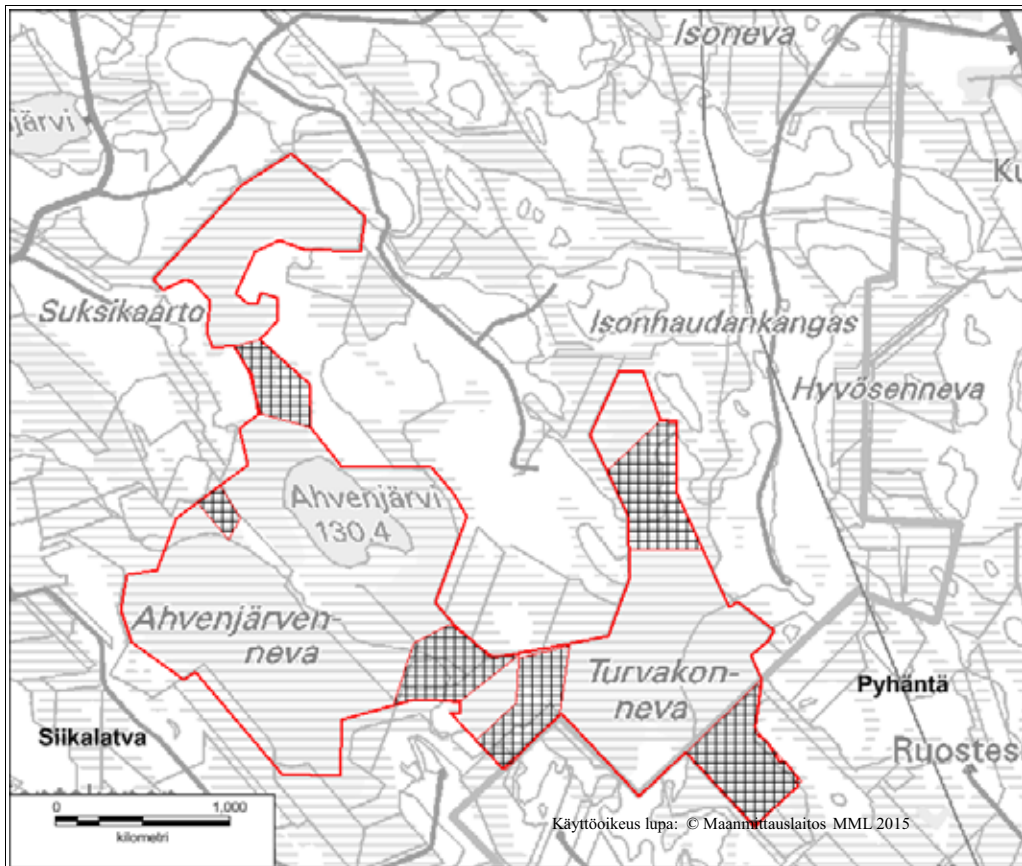 Isoneva
järvi
Suksikaarto
Isonhaudankangas
Hyvösenneva
Ahvenjärvi
130.4
Ahvenjärven-
neva
Turvakon-
neva
Pyhäntä
Siikalatva
Ruostes
0 1,000
kilometri
Käyttöoikeus lupa: © Maanmittauslaitos MML 2015